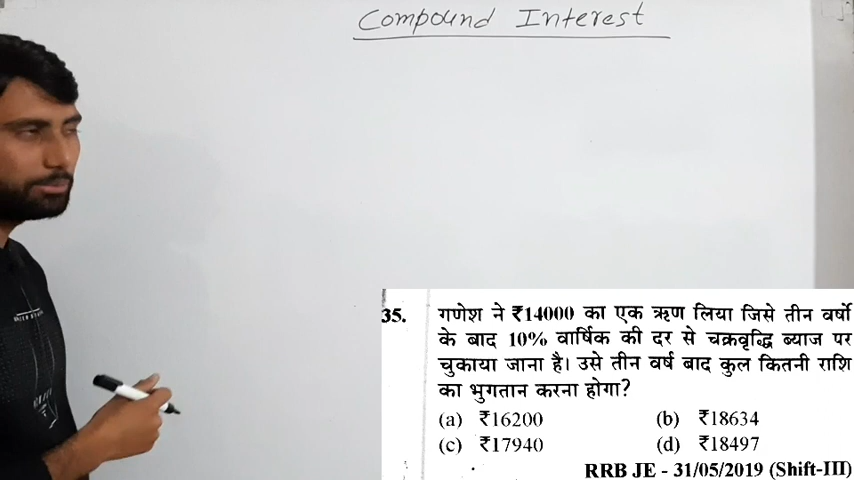 Compound Interest
35. गणेश ने ₹14000 का एक ऋण लिया जिसे तीन वर्षो
के बाद 10% वार्षिक की दर से चक्रवृद्धि ब्याज पर
चुकाया जाना है। उसे तीन वर्ष बाद कुल कितनी राशि
का भुगतान करना होगा?
(a) ₹16200 (b) ₹18634
(c) ₹17940 (d) ₹18497
RRB JE - 31/05/2019 (Shift-III)